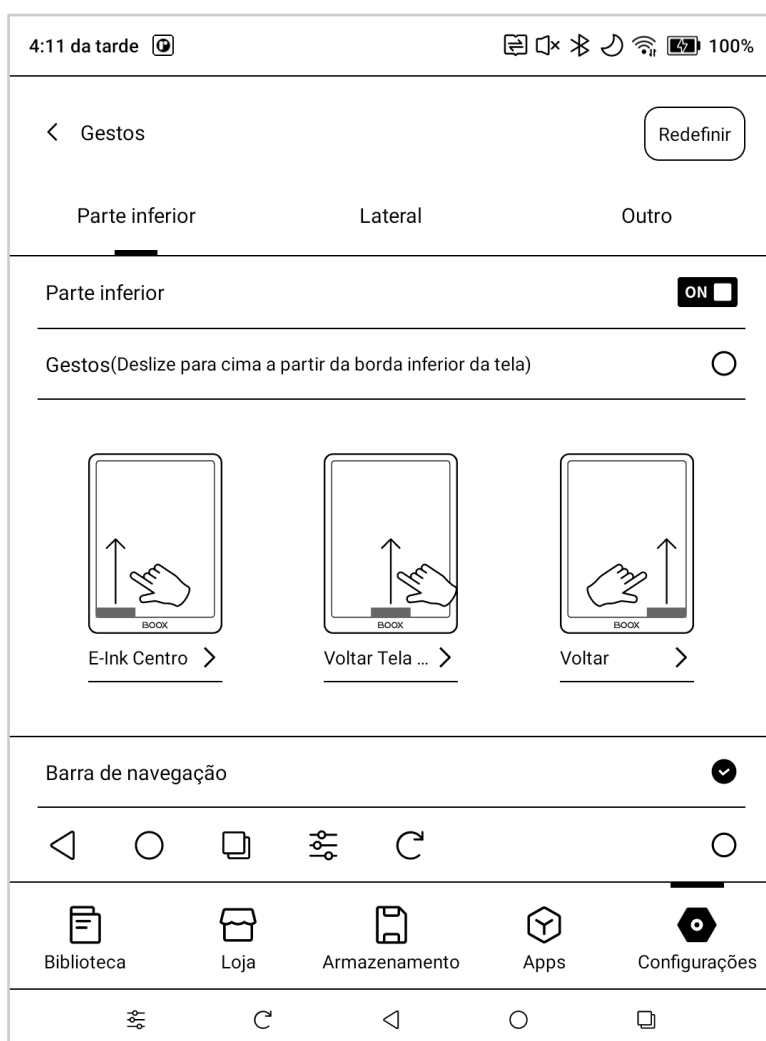 4:11 da tarde 100%
Gestos Redefinir
Parte inferior Lateral Outro
Parte inferior ON
Gestos(Deslize para cima a partir da borda inferior da tela)
BOOX BOOX BOOX
E-Ink Centro Voltar Tela ... Voltar
Barra de navegação
Biblioteca Loja Armazenamento Apps Configurações